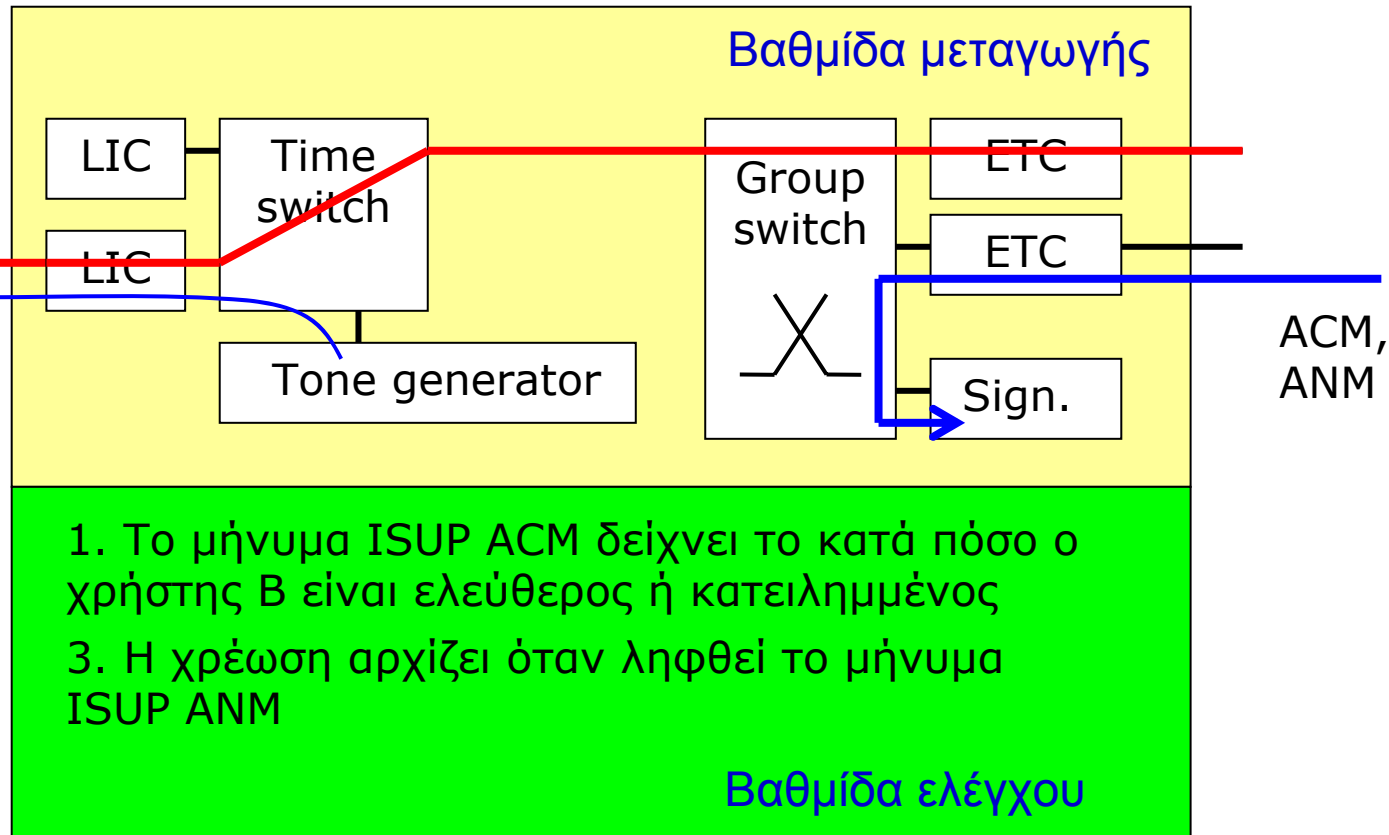 Βαθμίδα μεταγωγής
LIC
Time
switch
Group
switch
ETC
LIC
ETC
Tone generator
Sign.
ACM,
ANM
1. Το μήνυμα ISUP ACM δείχνει το κατά πόσο ο
χρήστης Β είναι ελεύθερος ή κατειλημμένος
3. Η χρέωση αρχίζει όταν ληφθεί το μήνυμα
ISUP ANM
Βαθμίδα ελέγχου